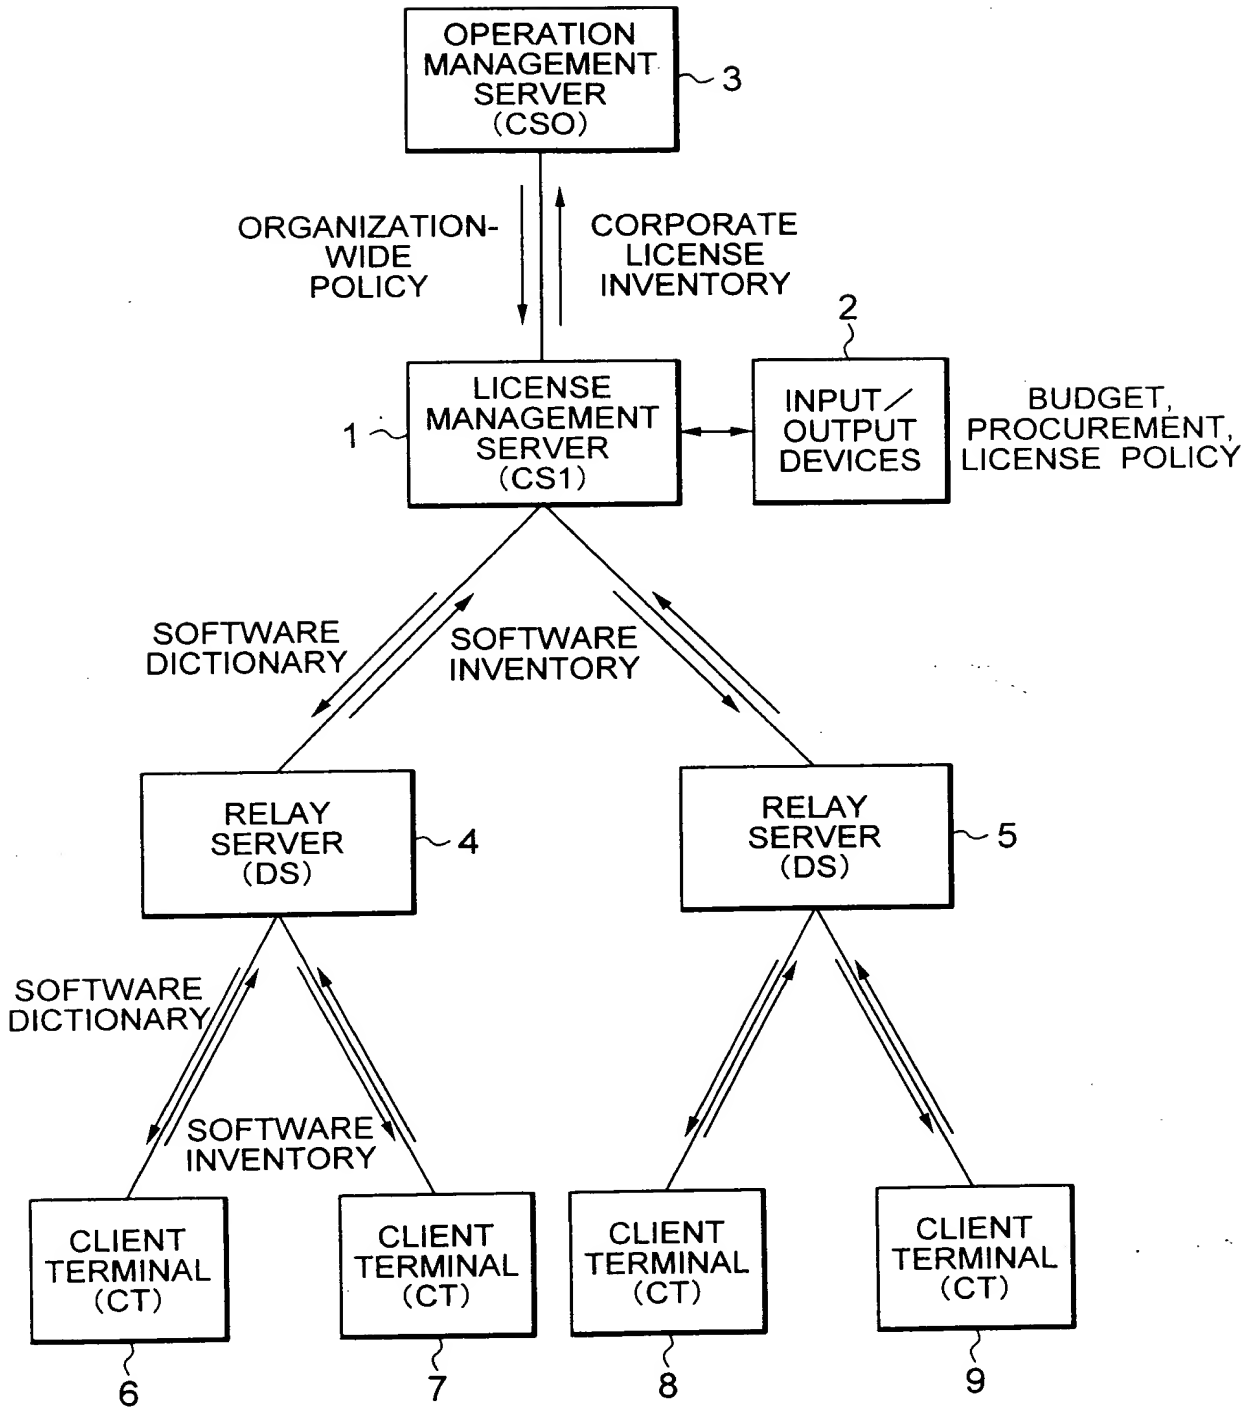 OPERATION
MANAGEMENT
SERVER
(CSO)
3
ORGANIZATION-
WIDE
POLICY
CORPORATE
LICENSE
INVENTORY
2
1
LICENSE
MANAGEMENT
SERVER
(CS1)
INPUT/
OUTPUT
DEVICES
BUDGET,
PROCUREMENT,
LICENSE POLICY
SOFTWARE
DICTIONARY
SOFTWARE
INVENTORY
RELAY
SERVER
(DS)
4
RELAY
SERVER
(DS)
5
SOFTWARE
DICTIONARY
SOFTWARE
INVENTORY
CLIENT
TERMINAL
(CT)
CLIENT
TERMINAL
(CT)
CLIENT
TERMINAL
(CT)
CLIENT
TERMINAL
(CT)
6
7
8
9